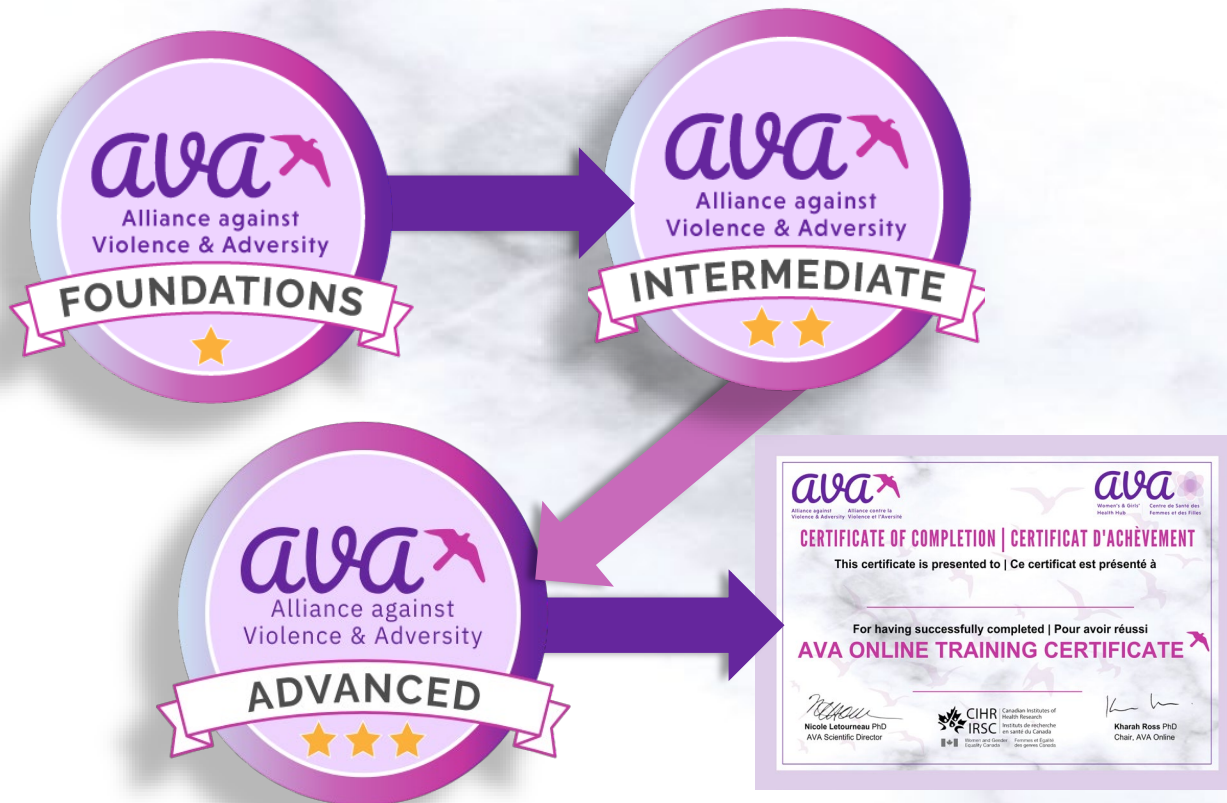 ava
Alliance against
Violence & Adversity
FOUNDATIONS
ava
Alliance against
Violence & Adversity
INTERMEDIATE
ava
Alliance against
Violence & Adversity
ADVANCED
ava
Alliance against Alliance contre la
Violence & Adversity Violence et l'Aversité
ava
Women's & Girls' Centre de Santé des
Health Hub Femmes et des Filles
CERTIFICATE OF COMPLETION | CERTIFICAT D'ACHÈVEMENT
This certificate is presented to | Ce certificat est présenté à
For having successfully completed | Pour avoir réussi
AVA ONLINE TRAINING CERTIFICATE
Nicole Letourneau PhD
AVA Scientific Director
CIHR
IRSC
Canadian Institutes of
Health Research
Instituts de recherche
en santé du Canada
Women and Gender Femmes et Égalité
Equality Canada des genres Canada
Kharah Ross PhD
Chair, AVA Online